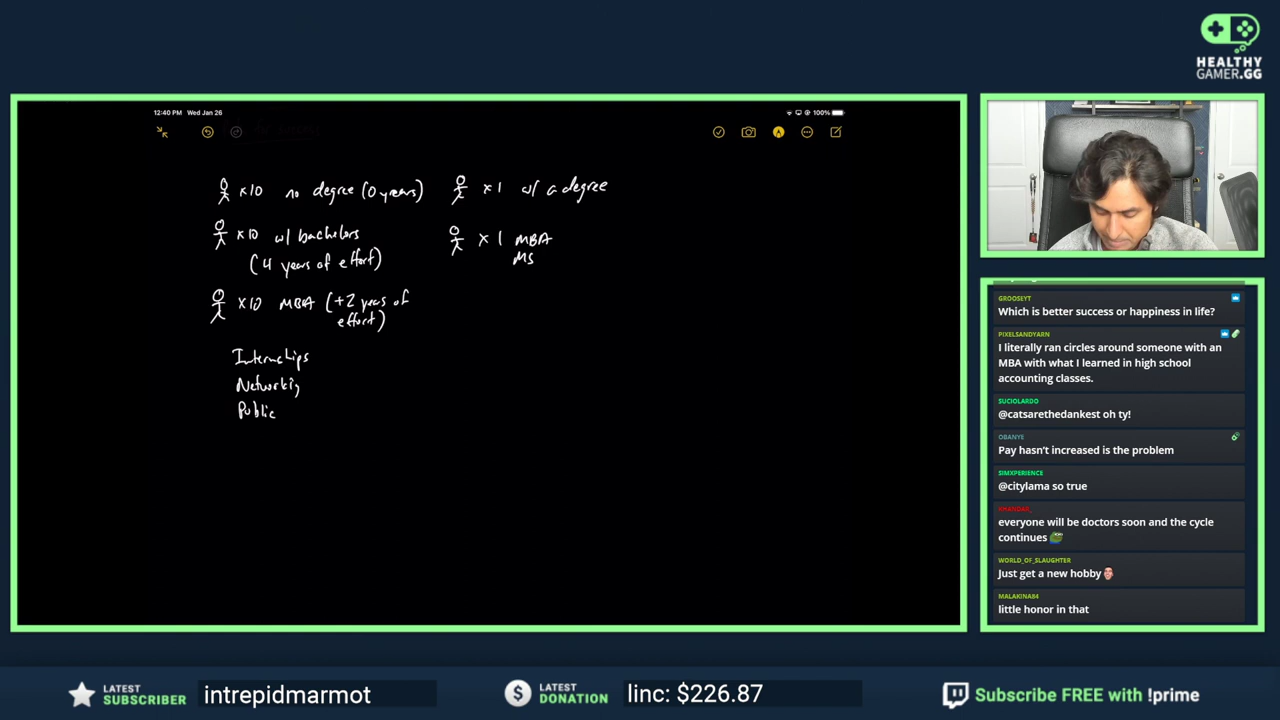 HEALTHY
GAMER.GG
12:40 PM Wed Jan 26
100%
x10 no degree (0 years)
x 1 w/ a degree
x10 w/ bachelors
(4 years of effort)
x 1 MBA
MS
x10 MBA (+2 years of
effort)
Internships
Networkig
Public
GROOSEYT
Which is better success or happiness in life?
PIXELSANDYARN
I literally ran circles around someone with an
MBA with what I learned in high school
accounting classes.
SUCIOLARDO
@catsarethedankest oh ty!
OBANYE
Pay hasn't increased is the problem
SIMXPERIENCE
@citylama so true
everyone will be doctors soon and the cycle
continues
WORLD_OF_SLAUGHTER
Just get a new hobby
MALAKINA84
little honor in that
LATEST
SUBSCRIBER
intrepidmarmot
$
LATEST
DONATION
linc: $226.87
Subscribe FREE with !prime